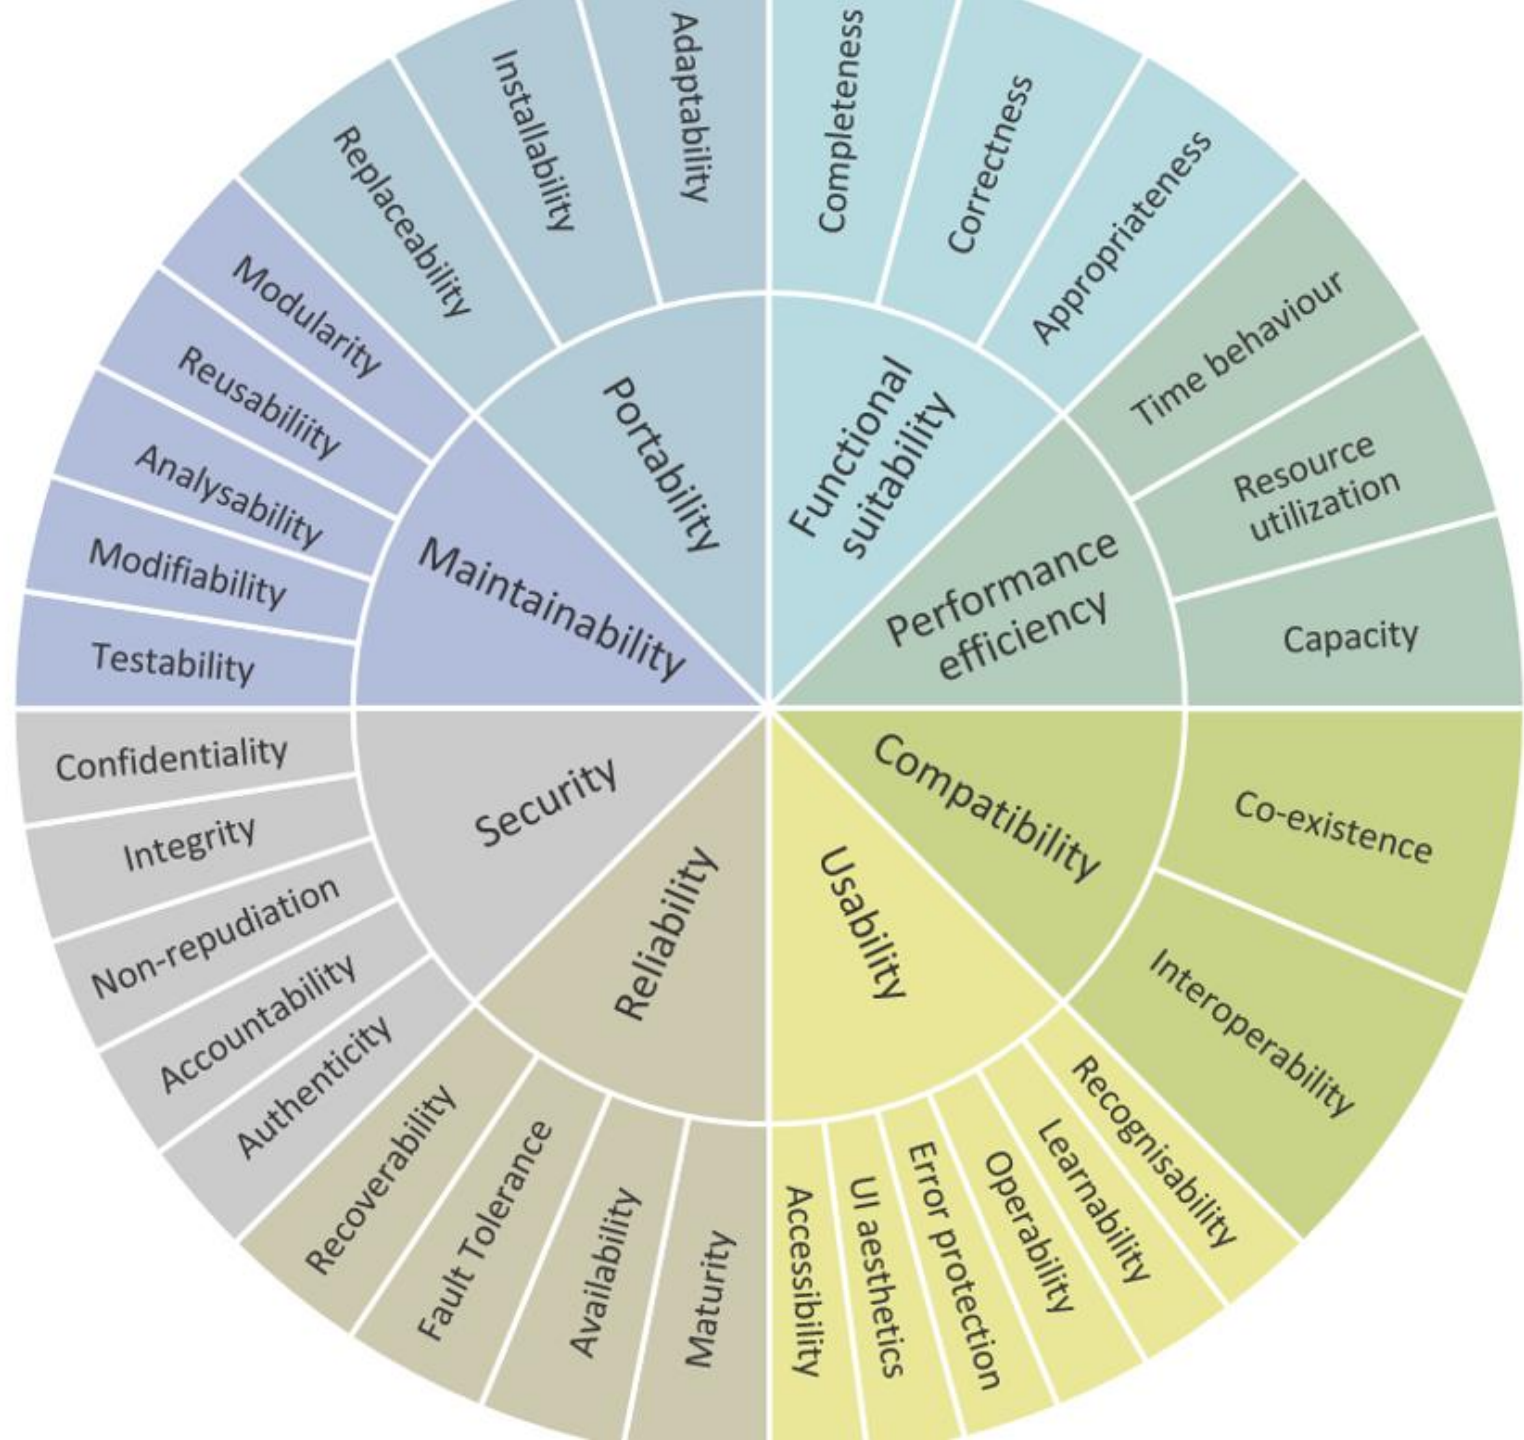 Functional
suitability
Completeness
Correctness
Appropriateness
Performance
efficiency
Time behaviour
Resource
utilization
Capacity
Compatibility
Co-existence
Interoperability
Usability
Recognisability
Learnability
Operability
Error protection
UI aesthetics
Accessibility
Reliability
Maturity
Availability
Fault Tolerance
Recoverability
Security
Authenticity
Accountability
Non-repudiation
Integrity
Confidentiality
Maintainability
Testability
Modifiability
Analysability
Reusabiliity
Modularity
Portability
Replaceability
Installability
Adaptability